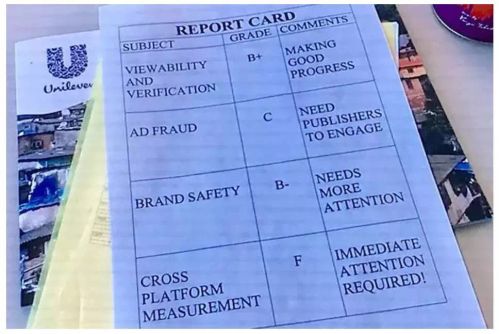 REPORT CARD
SUBJECT GRADE COMMENTS
VIEWABILITY
AND
VERIFICATION
B+
MAKING
GOOD
PROGRESS
AD FRAUD
C
NEED
PUBLISHERS
TO ENGAGE
BRAND SAFETY
B-
NEEDS
MORE
ATTENTION
CROSS
PLATFORM
MEASUREMENT
F
IMMEDIATE
ATTENTION
REQUIRED!
Unilever